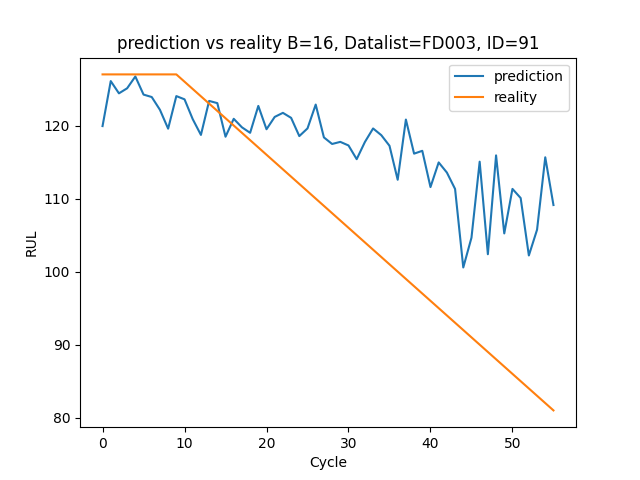 prediction vs reality B=16, Datalist=FD003, ID=91
prediction
reality
RUL
120
110
100
90
80
0 10 20 30 40 50
Cycle